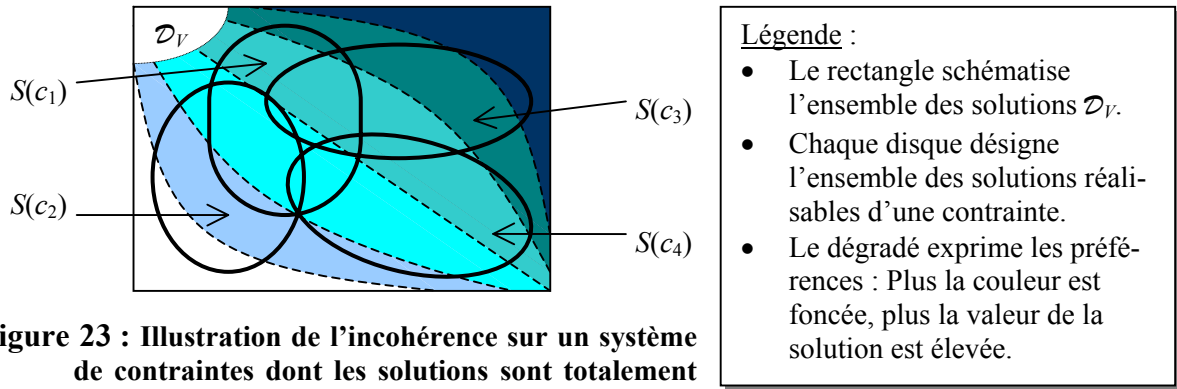 𝒟V
S(c1)
S(c2)
S(c3)
S(c4)
igure 23 : Illustration de l’incohérence sur un système
de contraintes dont les solutions sont totalement
Légende :
• Le rectangle schématise
l’ensemble des solutions 𝒟V.
• Chaque disque désigne
l’ensemble des solutions réali-
sables d’une contrainte.
• Le dégradé exprime les préfé-
rences : Plus la couleur est
foncée, plus la valeur de la
solution est élevée.